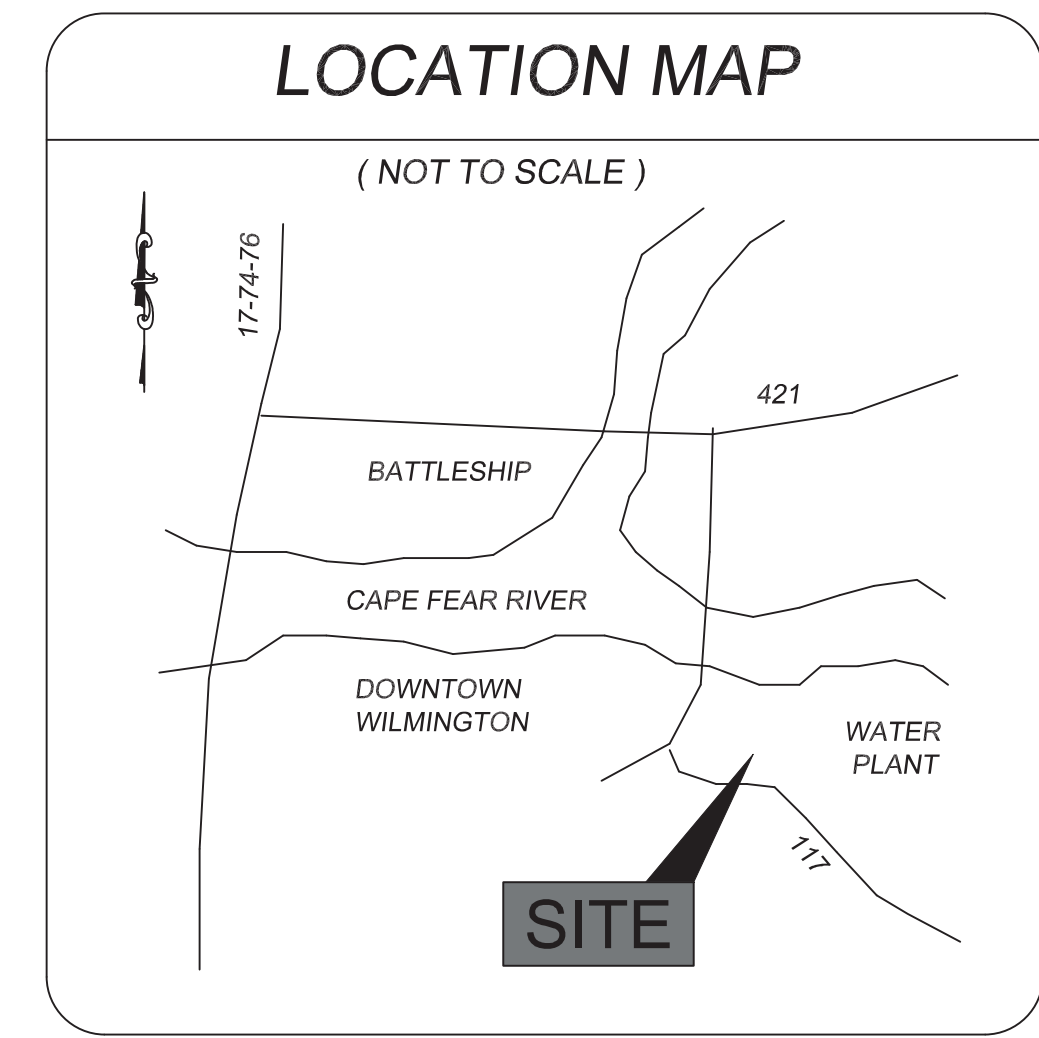 LOCATION MAP
( NOT TO SCALE )
17-74-76
421
BATTLESHIP
CAPE FEAR RIVER
DOWNTOWN
WILMINGTON
WATER
PLANT
117
SITE